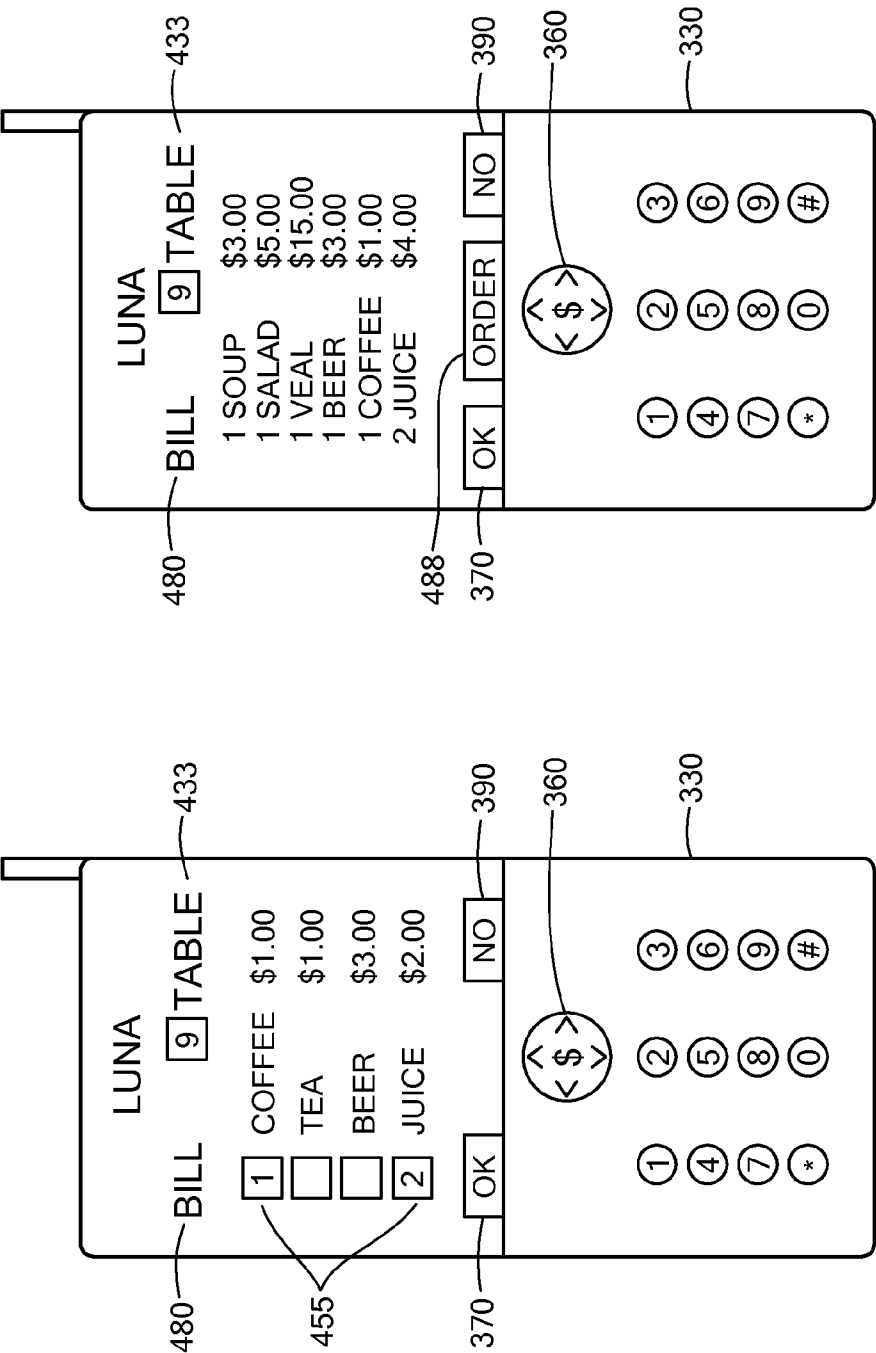 LUNA
480 BILL 9 TABLE 433
1 COFFEE $1.00
TEA $1.00
BEER $3.00
2 JUICE $2.00
455
370 OK NO 390
^
< $ > 360
v
330
1 2 3
4 5 6
7 8 9
* 0 #
LUNA
480 BILL 9 TABLE 433
1 SOUP $3.00
1 SALAD $5.00
1 VEAL $15.00
1 BEER $3.00
1 COFFEE $1.00
2 JUICE $4.00
488
370 OK ORDER NO 390
^
< $ > 360
v
330
1 2 3
4 5 6
7 8 9
* 0 #